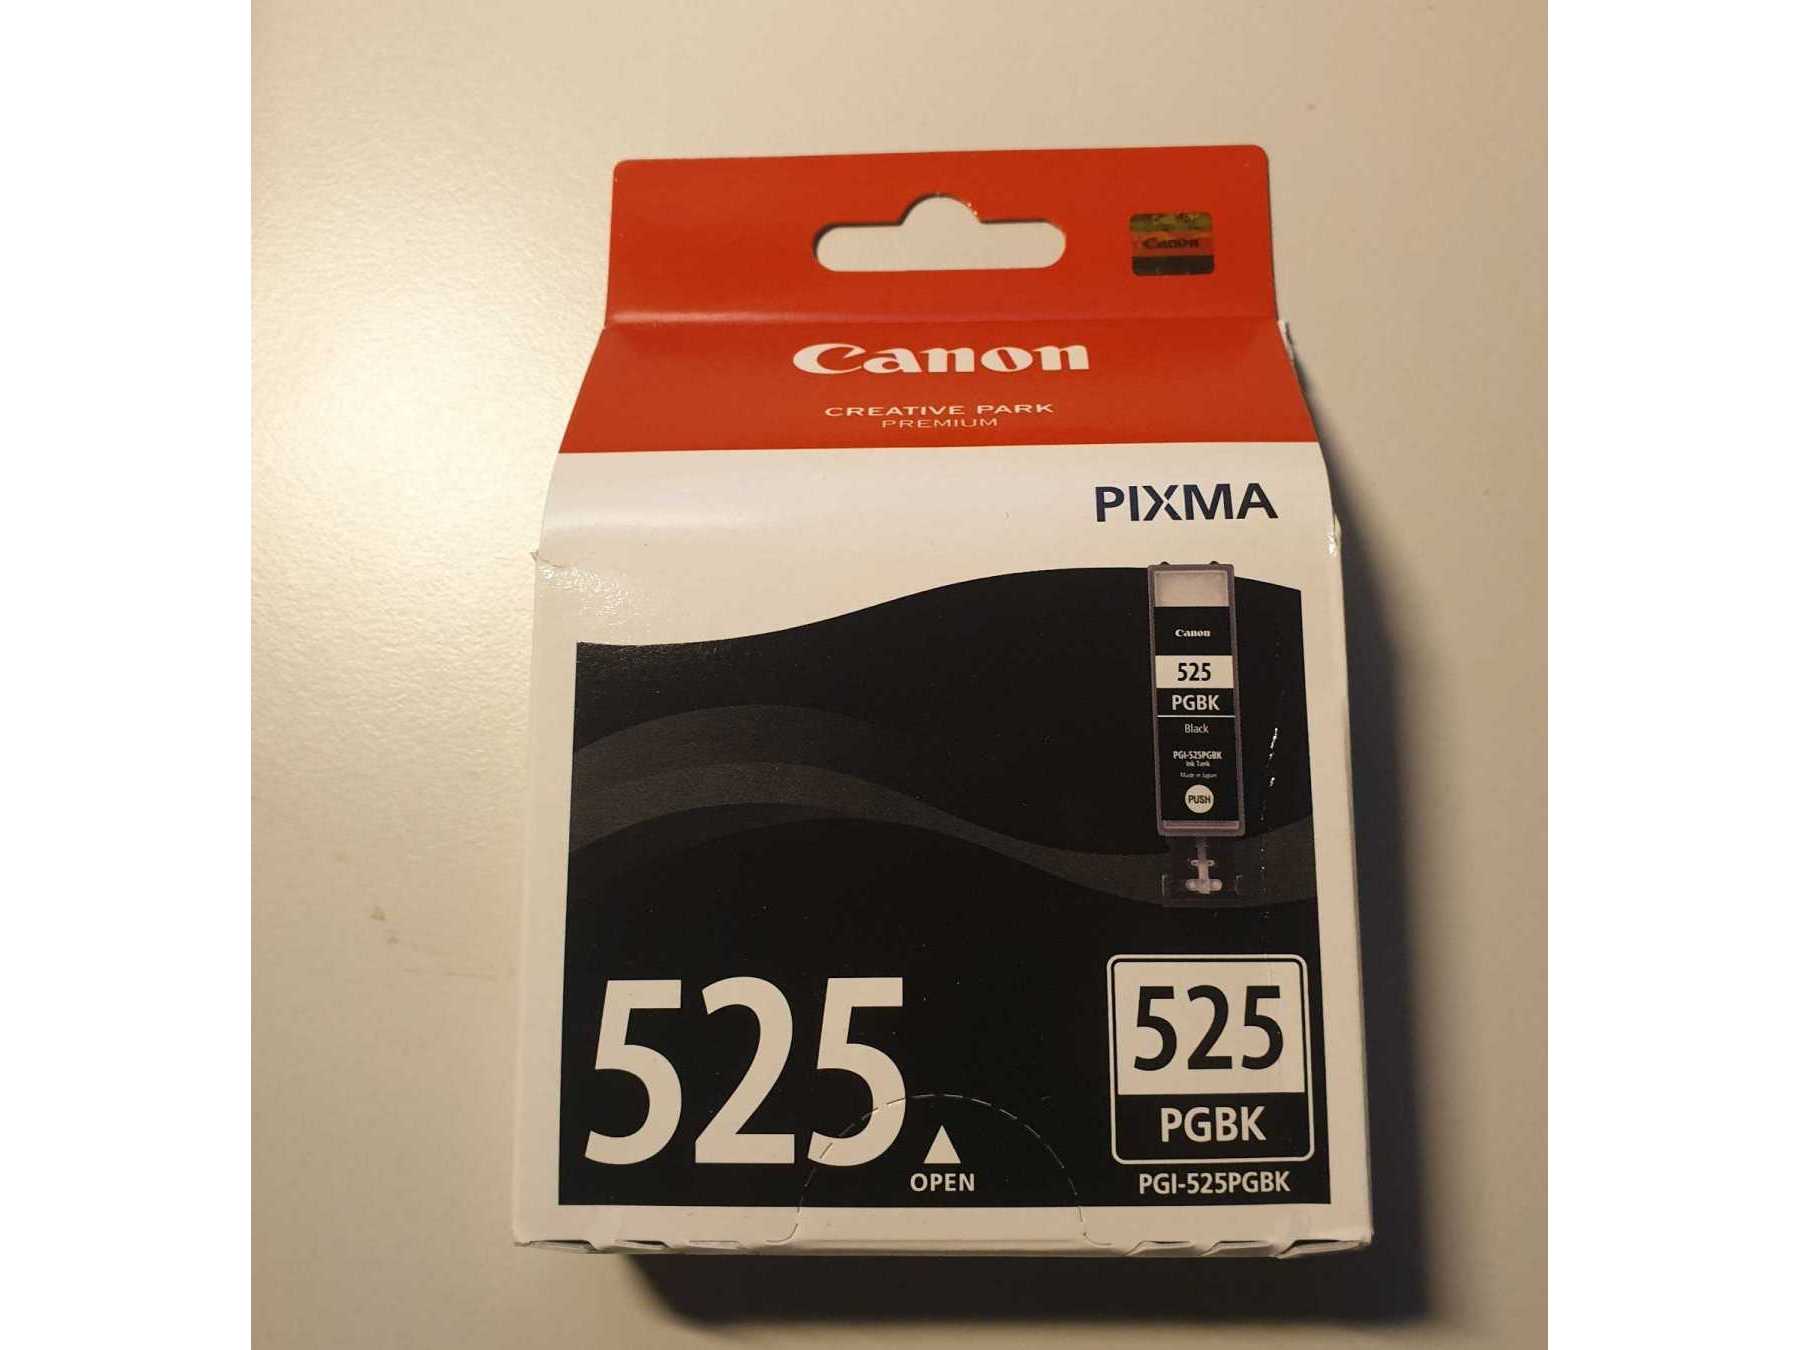 Canon
Canon
CREATIVE PARK
PREMIUM
PIXMA
Canon
525
PGBK
Black
PGI-525PGBK
Ink Tank
Made in Japan
PUSH
525
OPEN
525
PGBK
PGI-525PGBK